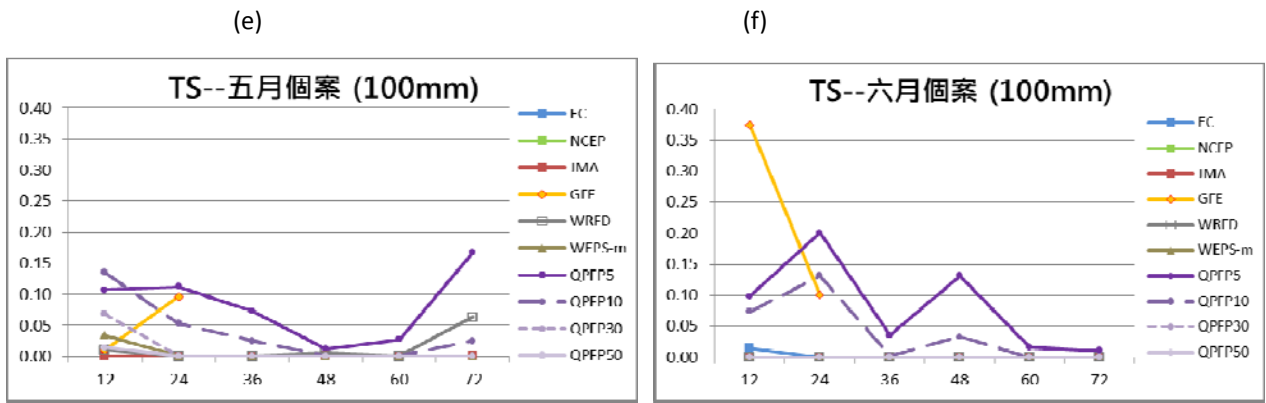 (e)
(f)
TS--五月個案 (100mm)
0.40
0.35
0.30
0.25
0.20
0.15
0.10
0.05
0.00
12 24 36 48 60 72
EC
NCEP
JMA
GFE
WRFD
WEPS-m
QPFP5
QPFP10
QPFP30
QPFP50
TS--六月個案 (100mm)
0.40
0.35
0.30
0.25
0.20
0.15
0.10
0.05
0.00
12 24 36 48 60 72
EC
NCEP
JMA
GFE
WRFD
WEPS-m
QPFP5
QPFP10
QPFP30
QPFP50